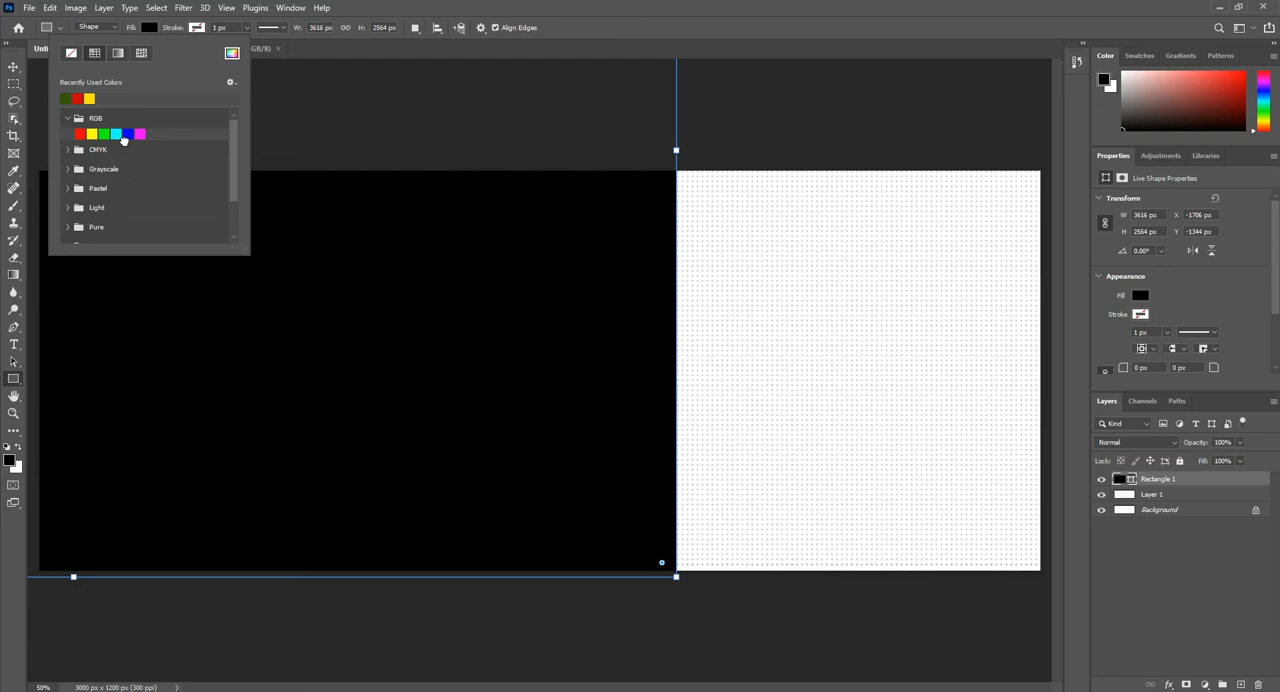 Ps File Edit Image Layer Type Select Filter 3D View Plugins Window Help
Shape Fill: Stroke: 1 px W: 3616 px H: 2564 px Align Edges
Unti GB/8) ×
Recently Used Colors
RGB
CMYK
Grayscale
Pastel
Light
Pure
Color Swatches Gradients Patterns
Properties Adjustments Libraries
Live Shape Properties
Transform
W 3616 px X -1706 px
H 2564 px Y -1344 px
0.00°
Appearance
Fill
Stroke
1 px
0 px 0 px
Layers Channels Paths
Kind
Normal Opacity: 100%
Lock: Fill: 100%
Rectangle 1
Layer 1
Background
50% 3000 px x 1200 px (300 ppi)